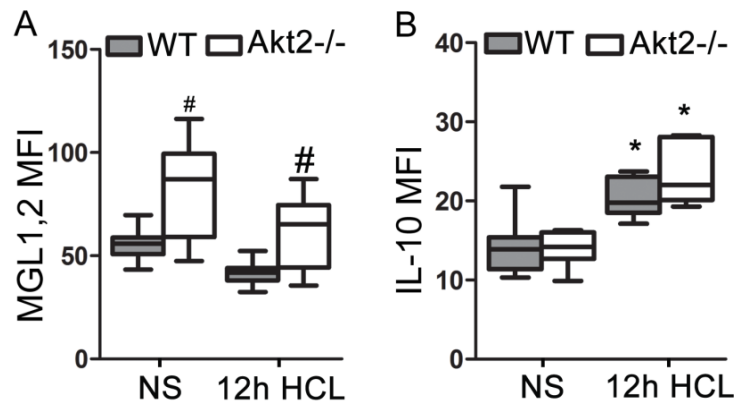 A
WT
Akt2-/-
MGL1,2 MFI
150
100
50
0
#
#
NS
12h HCL
B
WT
Akt2-/-
IL-10 MFI
40
30
20
10
0
*
*
NS
12h HCL